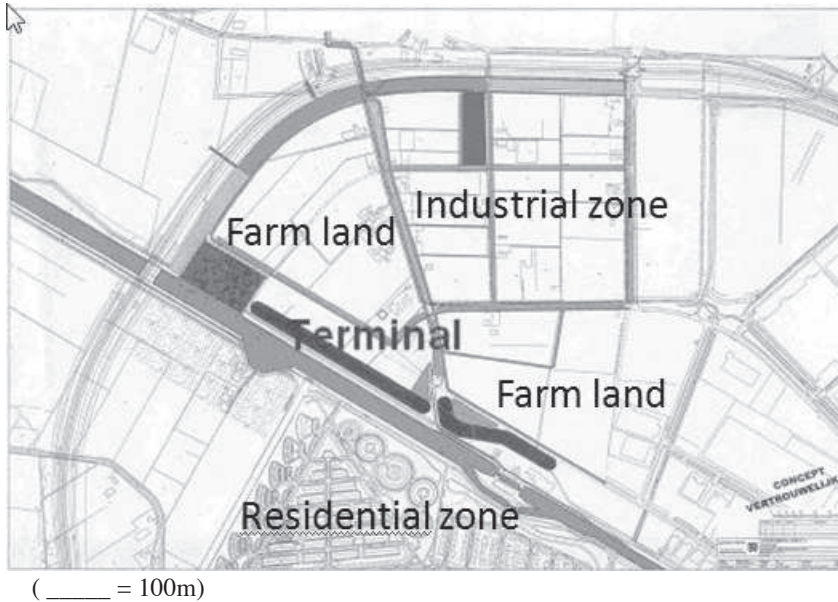 Industrial zone
Farm land
Terminal
Farm land
CONCEPT
VERTROUWELIJK
Residential zone
( _____ = 100m)